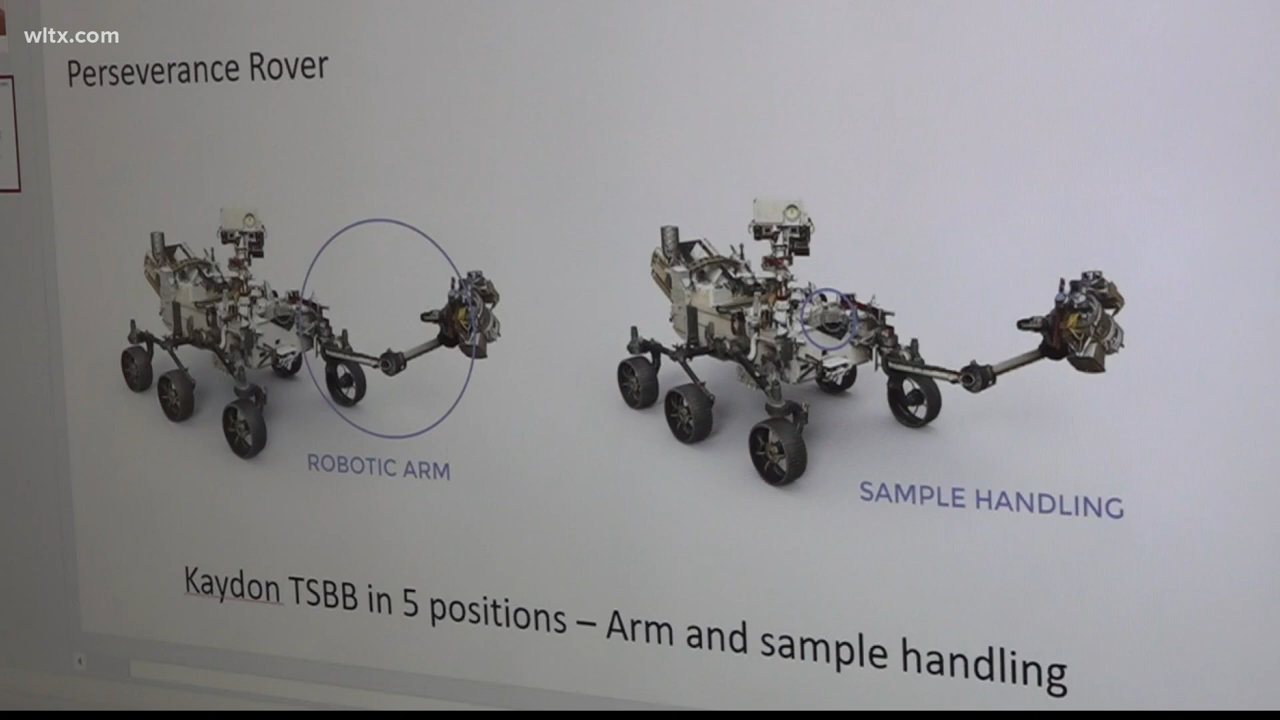 wltx.com
Perseverance Rover
ROBOTIC ARM
SAMPLE HANDLING
Kaydon TSBB in 5 positions – Arm and sample handling